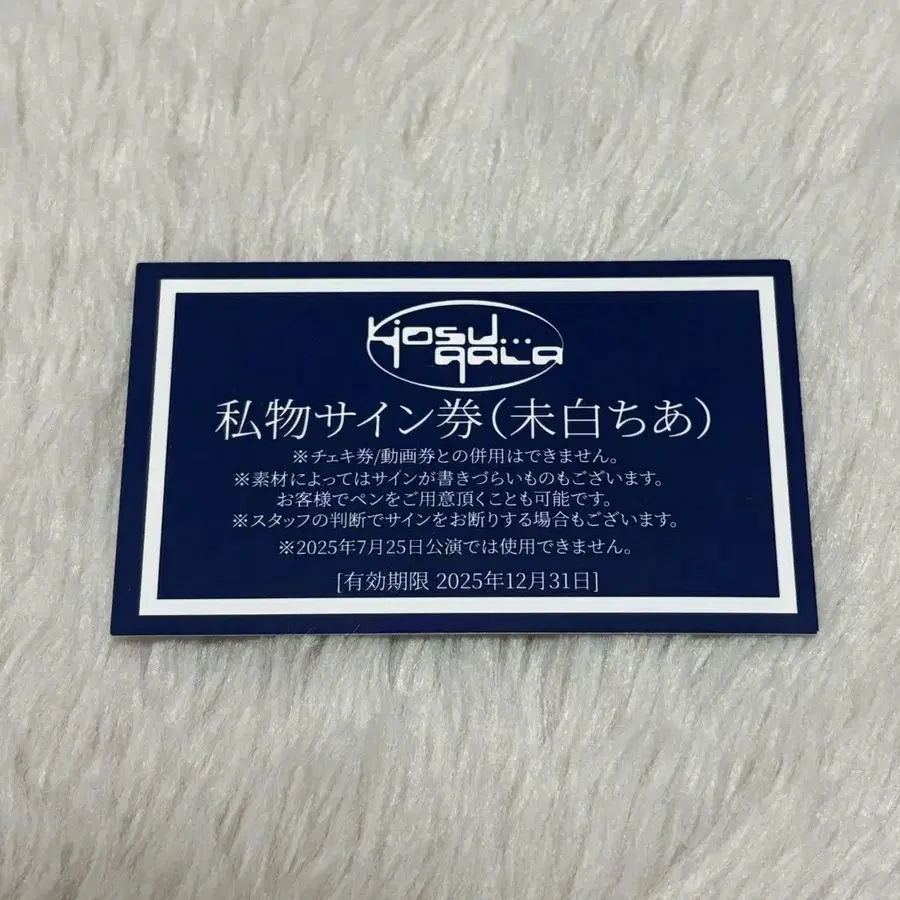 kiosu...
qaLa
私物サイン券(未白ちあ)
※チェキ券/動画券との併用はできません。
※素材によってはサインが書きづらいものもございます。
お客様でペンをご用意頂くことも可能です。
※スタッフの判断でサインをお断りする場合もございます。
※2025年7月25日公演では使用できません。
[有効期限 2025年12月31日]